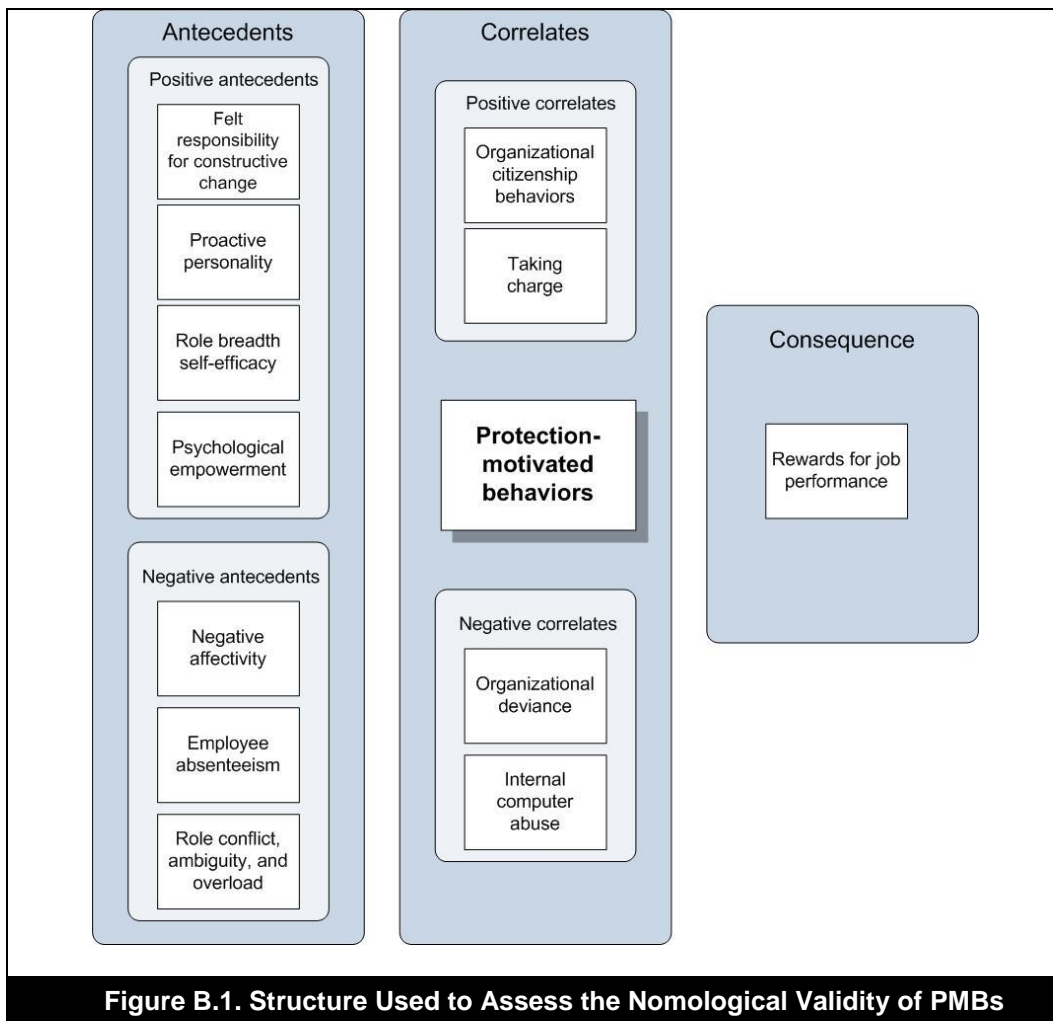 Antecedents
Positive antecedents
Felt
responsibility
for constructive
change
Proactive
personality
Role breadth
self-efficacy
Psychological
empowerment
Negative antecedents
Negative
affectivity
Employee
absenteeism
Role conflict,
ambiguity, and
overload
Correlates
Positive correlates
Organizational
citizenship
behaviors
Taking
charge
Protection-
motivated
behaviors
Negative correlates
Organizational
deviance
Internal
computer
abuse
Consequence
Rewards for job
performance
Figure B.1. Structure Used to Assess the Nomological Validity of PMBs